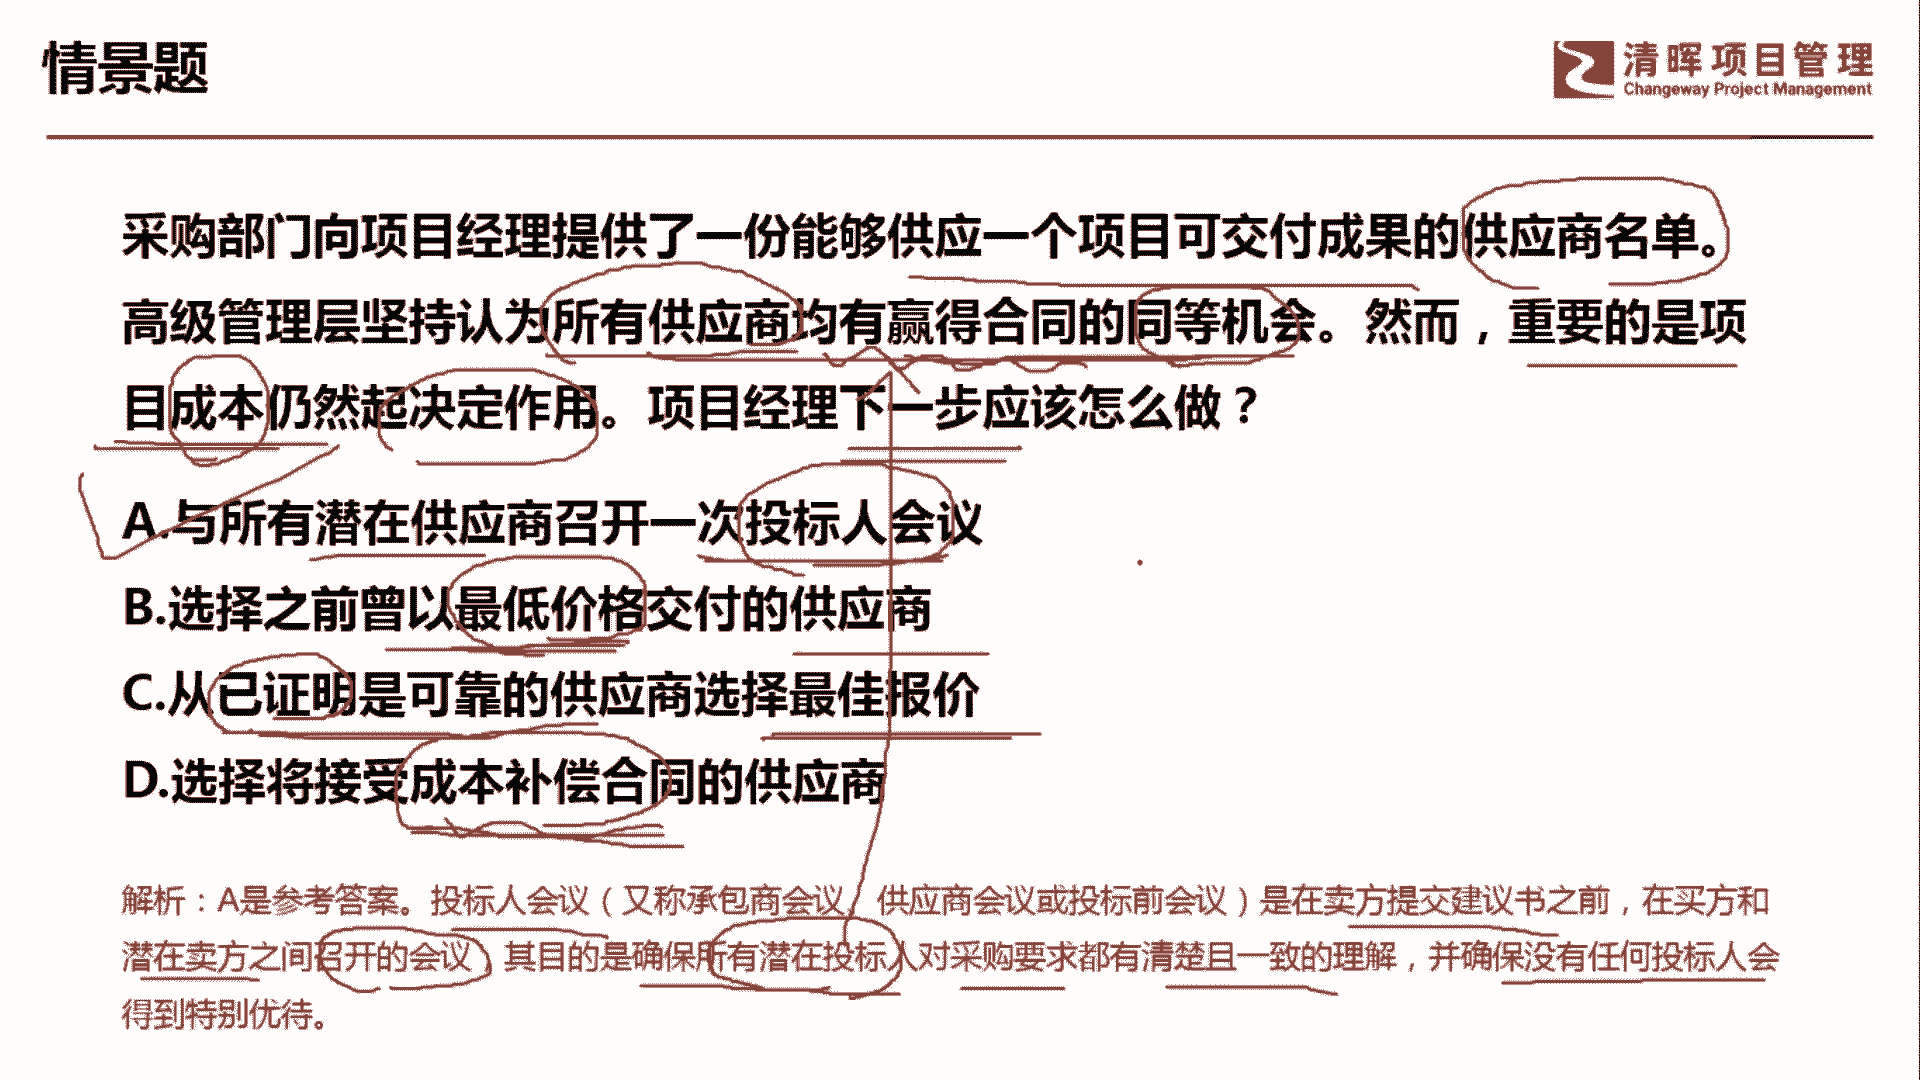 情景题
清晖项目管理
Changeway Project Management
采购部门向项目经理提供了一份能够供应一个项目可交付成果的供应商名单。
高级管理层坚持认为所有供应商均有赢得合同的同等机会。然而，重要的是项
目成本仍然起决定作用。项目经理下一步应该怎么做？
A.与所有潜在供应商召开一次投标人会议
B.选择之前曾以最低价格交付的供应商
C.从已证明是可靠的供应商选择最佳报价
D.选择将接受成本补偿合同的供应商
解析：A是参考答案。投标人会议（又称承包商会议、供应商会议或投标前会议）是在卖方提交建议书之前，在买方和
潜在卖方之间召开的会议，其目的是确保所有潜在投标人对采购要求都有清楚且一致的理解，并确保没有任何投标人会
得到特别优待。